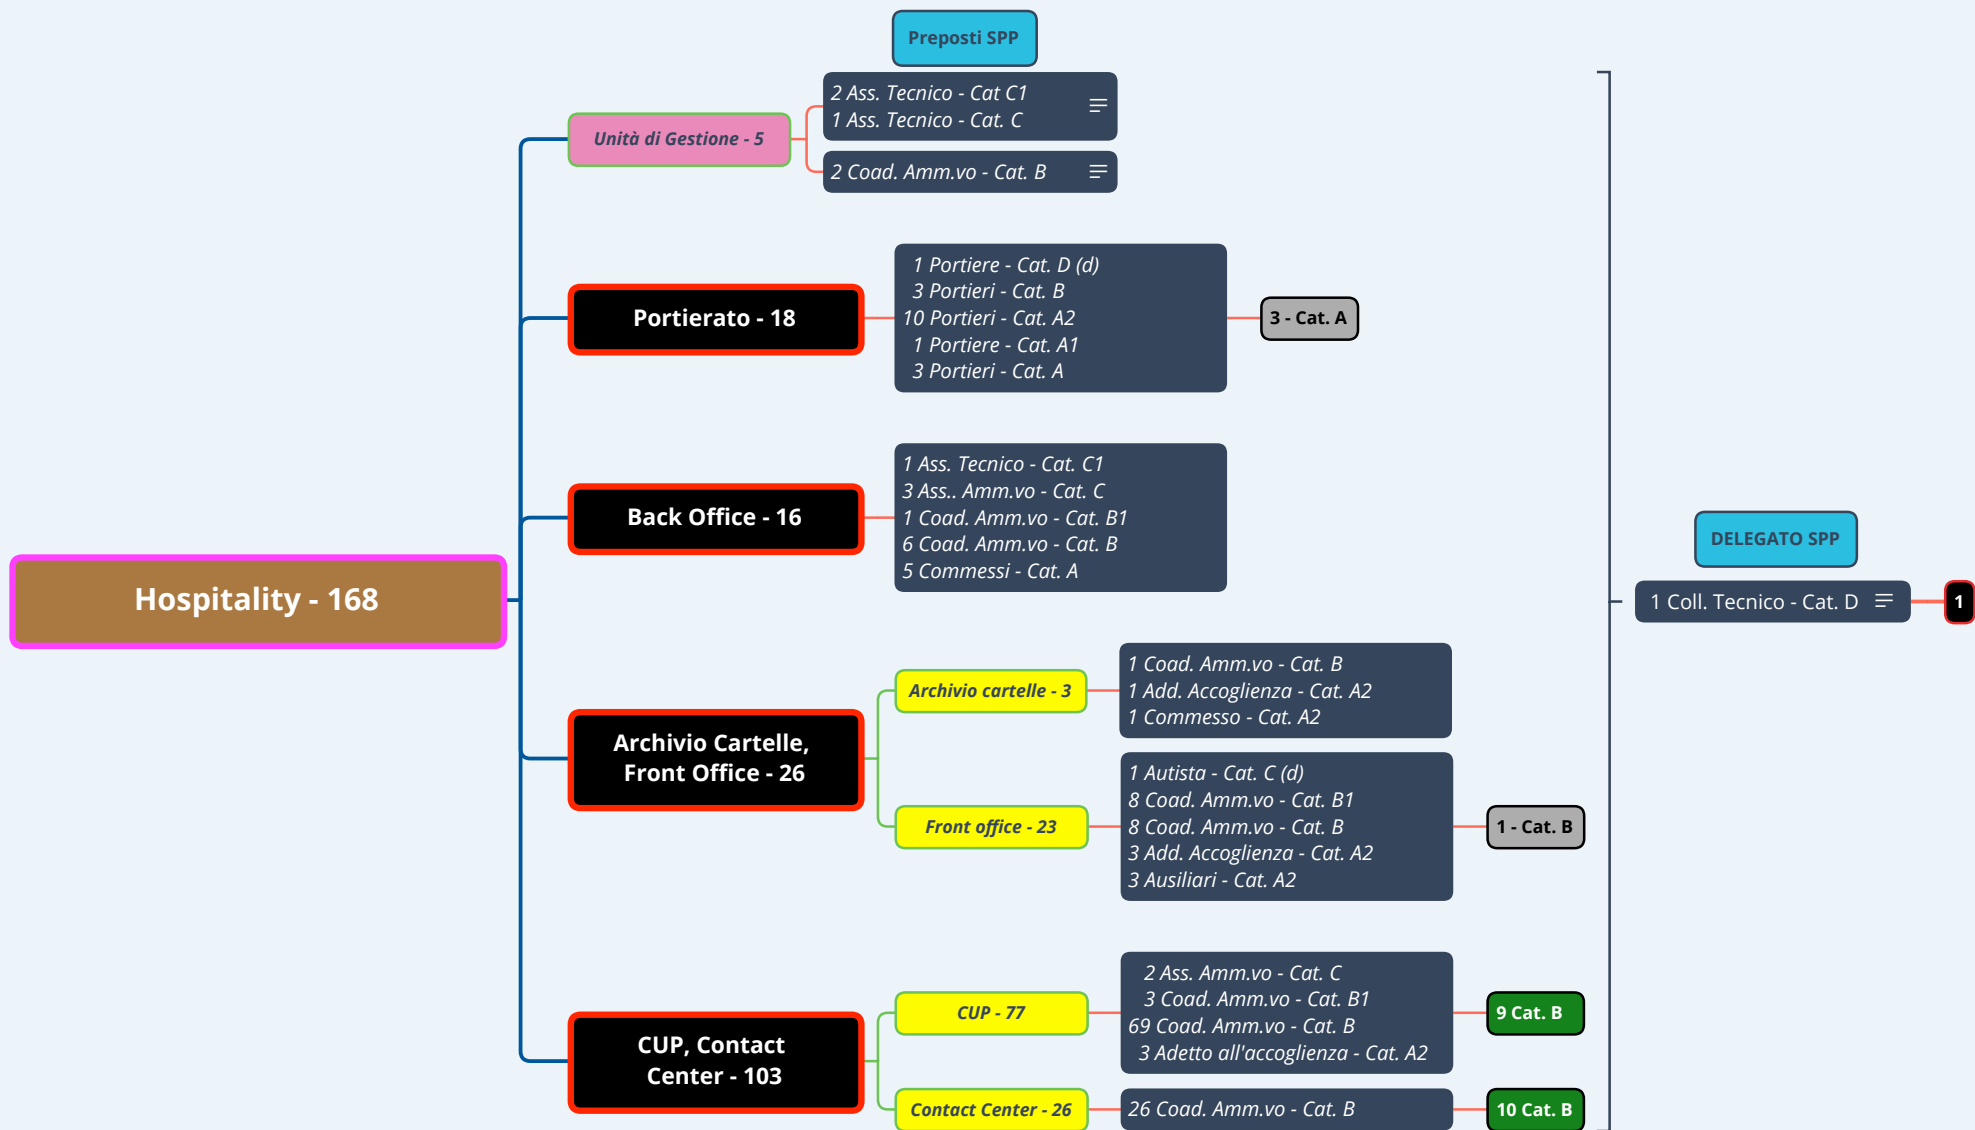 Preposti SPP
2 Ass. Tecnico - Cat C1
1 Ass. Tecnico - Cat. C
Unità di Gestione - 5
2 Coad. Amm.vo - Cat. B
1 Portiere - Cat. D (d)
3 Portieri - Cat. B
Portierato - 18
10 Portieri - Cat. A2
3 - Cat. A
1 Portiere - Cat. A1
3 Portieri - Cat. A
1 Ass. Tecnico - Cat. C1
3 Ass.. Amm.vo - Cat. C
Back Office - 16
1 Coad. Amm.vo - Cat. B1
6 Coad. Amm.vo - Cat. B
5 Commessi - Cat. A
DELEGATO SPP
Hospitality - 168
1 Coll. Tecnico - Cat. D
1
Archivio Cartelle,
Front Office - 26
Archivio cartelle - 3
1 Coad. Amm.vo - Cat. B
1 Add. Accoglienza - Cat. A2
1 Commesso - Cat. A2
Front office - 23
1 Autista - Cat. C (d)
8 Coad. Amm.vo - Cat. B1
8 Coad. Amm.vo - Cat. B
3 Add. Accoglienza - Cat. A2
3 Ausiliari - Cat. A2
1 - Cat. B
CUP, Contact
Center - 103
CUP - 77
2 Ass. Amm.vo - Cat. C
3 Coad. Amm.vo - Cat. B1
69 Coad. Amm.vo - Cat. B
3 Adetto all'accoglienza - Cat. A2
9 Cat. B
Contact Center - 26
26 Coad. Amm.vo - Cat. B
10 Cat. B